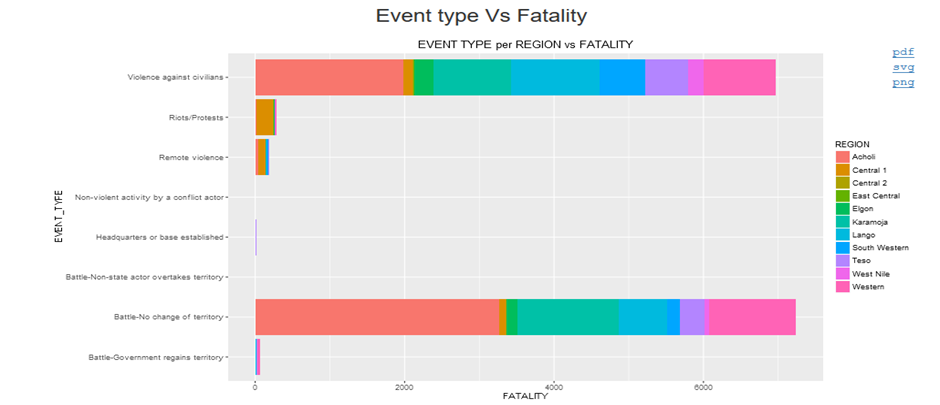 Event type Vs Fatality
EVENT TYPE per REGION vs FATALITY
pdf
svg
png
EVENT_TYPE
Violence against civilians
Riots/Protests
Remote violence
Non-violent activity by a conflict actor
Headquarters or base established
Battle-Non-state actor overtakes territory
Battle-No change of territory
Battle-Government regains territory
0 2000 4000 6000
FATALITY
REGION
Acholi
Central 1
Central 2
East Central
Elgon
Karamoja
Lango
South Western
Teso
West Nile
Western